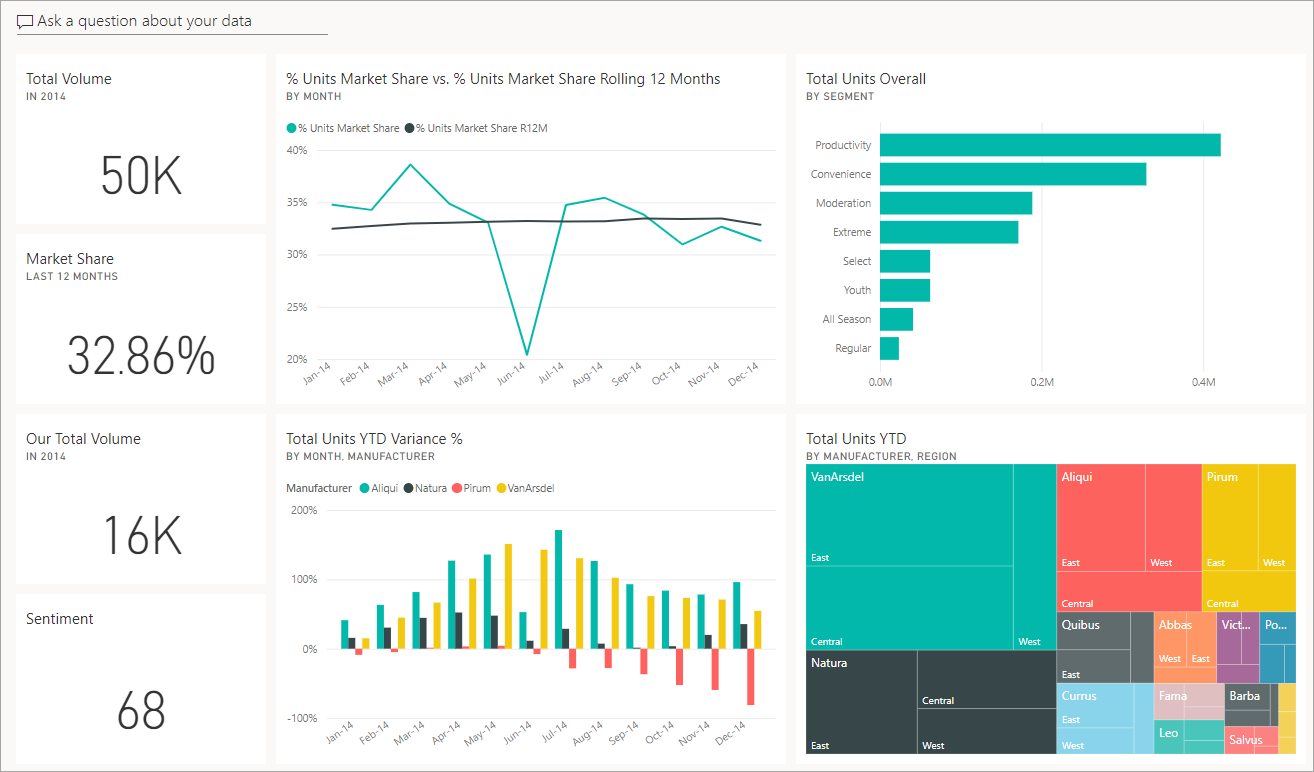 Ask a question about your data
Total Volume
IN 2014
50K
Market Share
LAST 12 MONTHS
32.86%
Our Total Volume
IN 2014
16K
Sentiment
68
% Units Market Share vs. % Units Market Share Rolling 12 Months
BY MONTH
% Units Market Share % Units Market Share R12M
40%
35%
30%
25%
20%
Jan-14 Feb-14 Mar-14 Apr-14 May-14 Jun-14 Jul-14 Aug-14 Sep-14 Oct-14 Nov-14 Dec-14
Total Units Overall
BY SEGMENT
Productivity
Convenience
Moderation
Extreme
Select
Youth
All Season
Regular
0.0M 0.2M 0.4M
Total Units YTD Variance %
BY MONTH, MANUFACTURER
Manufacturer Aliqui Natura Pirum VanArsdel
200%
100%
0%
-100%
Jan-14 Feb-14 Mar-14 Apr-14 May-14 Jun-14 Jul-14 Aug-14 Sep-14 Oct-14 Nov-14 Dec-14
Total Units YTD
BY MANUFACTURER, REGION
VanArsdel
East
Central
West
Aliqui
East
West
Central
Pirum
East
West
Central
Natura
East
Central
West
Quibus
East
Abbas
West East
Vict...
Po...
Currus
East
West
Fama
Leo
Barba
Salvus